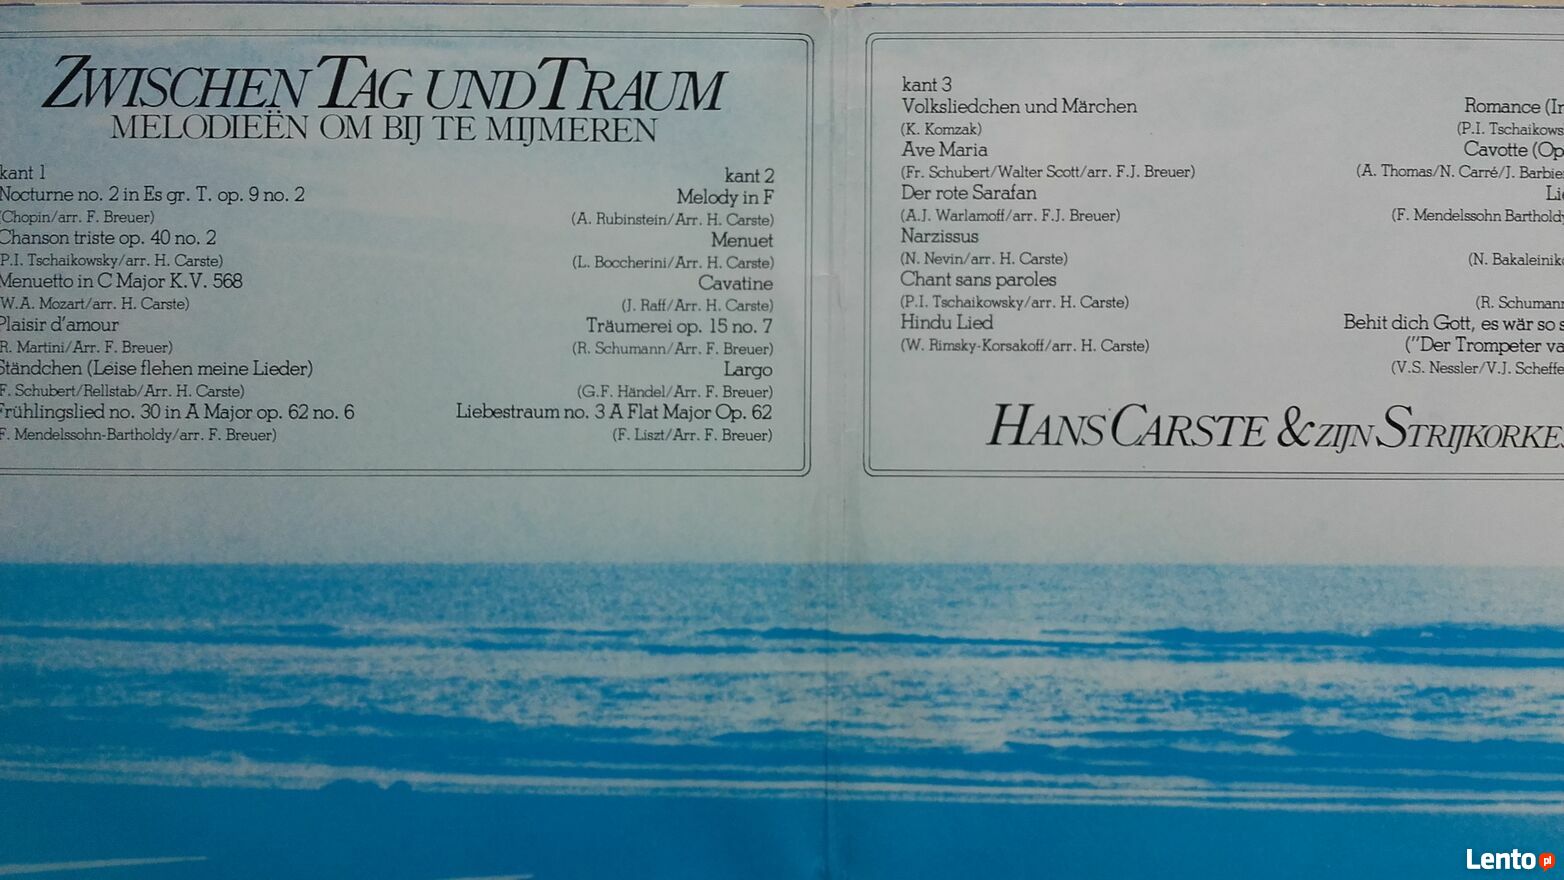 ZWISCHEN TAG UND TRAUM
MELODIEËN OM BIJ TE MIJMEREN
kant 1
Nocturne no. 2 in Es gr. T. op. 9 no. 2
(Chopin/arr. F. Breuer)
Chanson triste op. 40 no. 2
P.I. Tschaikowsky/arr. H. Carste)
Menuetto in C Major K.V. 568
W.A. Mozart/arr. H. Carste)
Plaisir d'amour
R. Martini/Arr. F. Breuer)
Ständchen (Leise flehen meine Lieder)
F. Schubert/Rellstab/Arr. H. Carste)
Frühlingslied no. 30 in A Major op. 62 no. 6
F. Mendelssohn-Bartholdy/arr. F. Breuer)
kant 2
Melody in F
(A. Rubinstein/Arr. H. Carste)
Menuet
(L. Boccherini/Arr. H. Carste)
Cavatine
(J. Raff/Arr. H. Carste)
Träumerei op. 15 no. 7
(R. Schumann/Arr. F. Breuer)
Largo
(G.F. Händel/Arr. F. Breuer)
Liebestraum no. 3 A Flat Major Op. 62
(F. Liszt/Arr. F. Breuer)
kant 3
Volksliedchen und Märchen
(K. Komzak)
Ave Maria
(Fr. Schubert/Walter Scott/arr. F.J. Breuer)
Der rote Sarafan
(A.J. Warlamoff/arr. F.J. Breuer)
Narzissus
(N. Nevin/arr. H. Carste)
Chant sans paroles
(P.I. Tschaikowsky/arr. H. Carste)
Hindu Lied
(W. Rimsky-Korsakoff/arr. H. Carste)
Romance (
(P.I. Tschaikows
Cavotte (Op
(A. Thomas/N. Carré/J. Barbie
Li
(F. Mendelssohn Bartholdy
(N. Bakaleinik
(R. Schumann
Behit dich Gott, es wär so s
("Der Trompeter va
(V.S. Nessler/V.J. Scheffe
HANS CARSTE & ZIJN STRIJKORKES
Lento pl